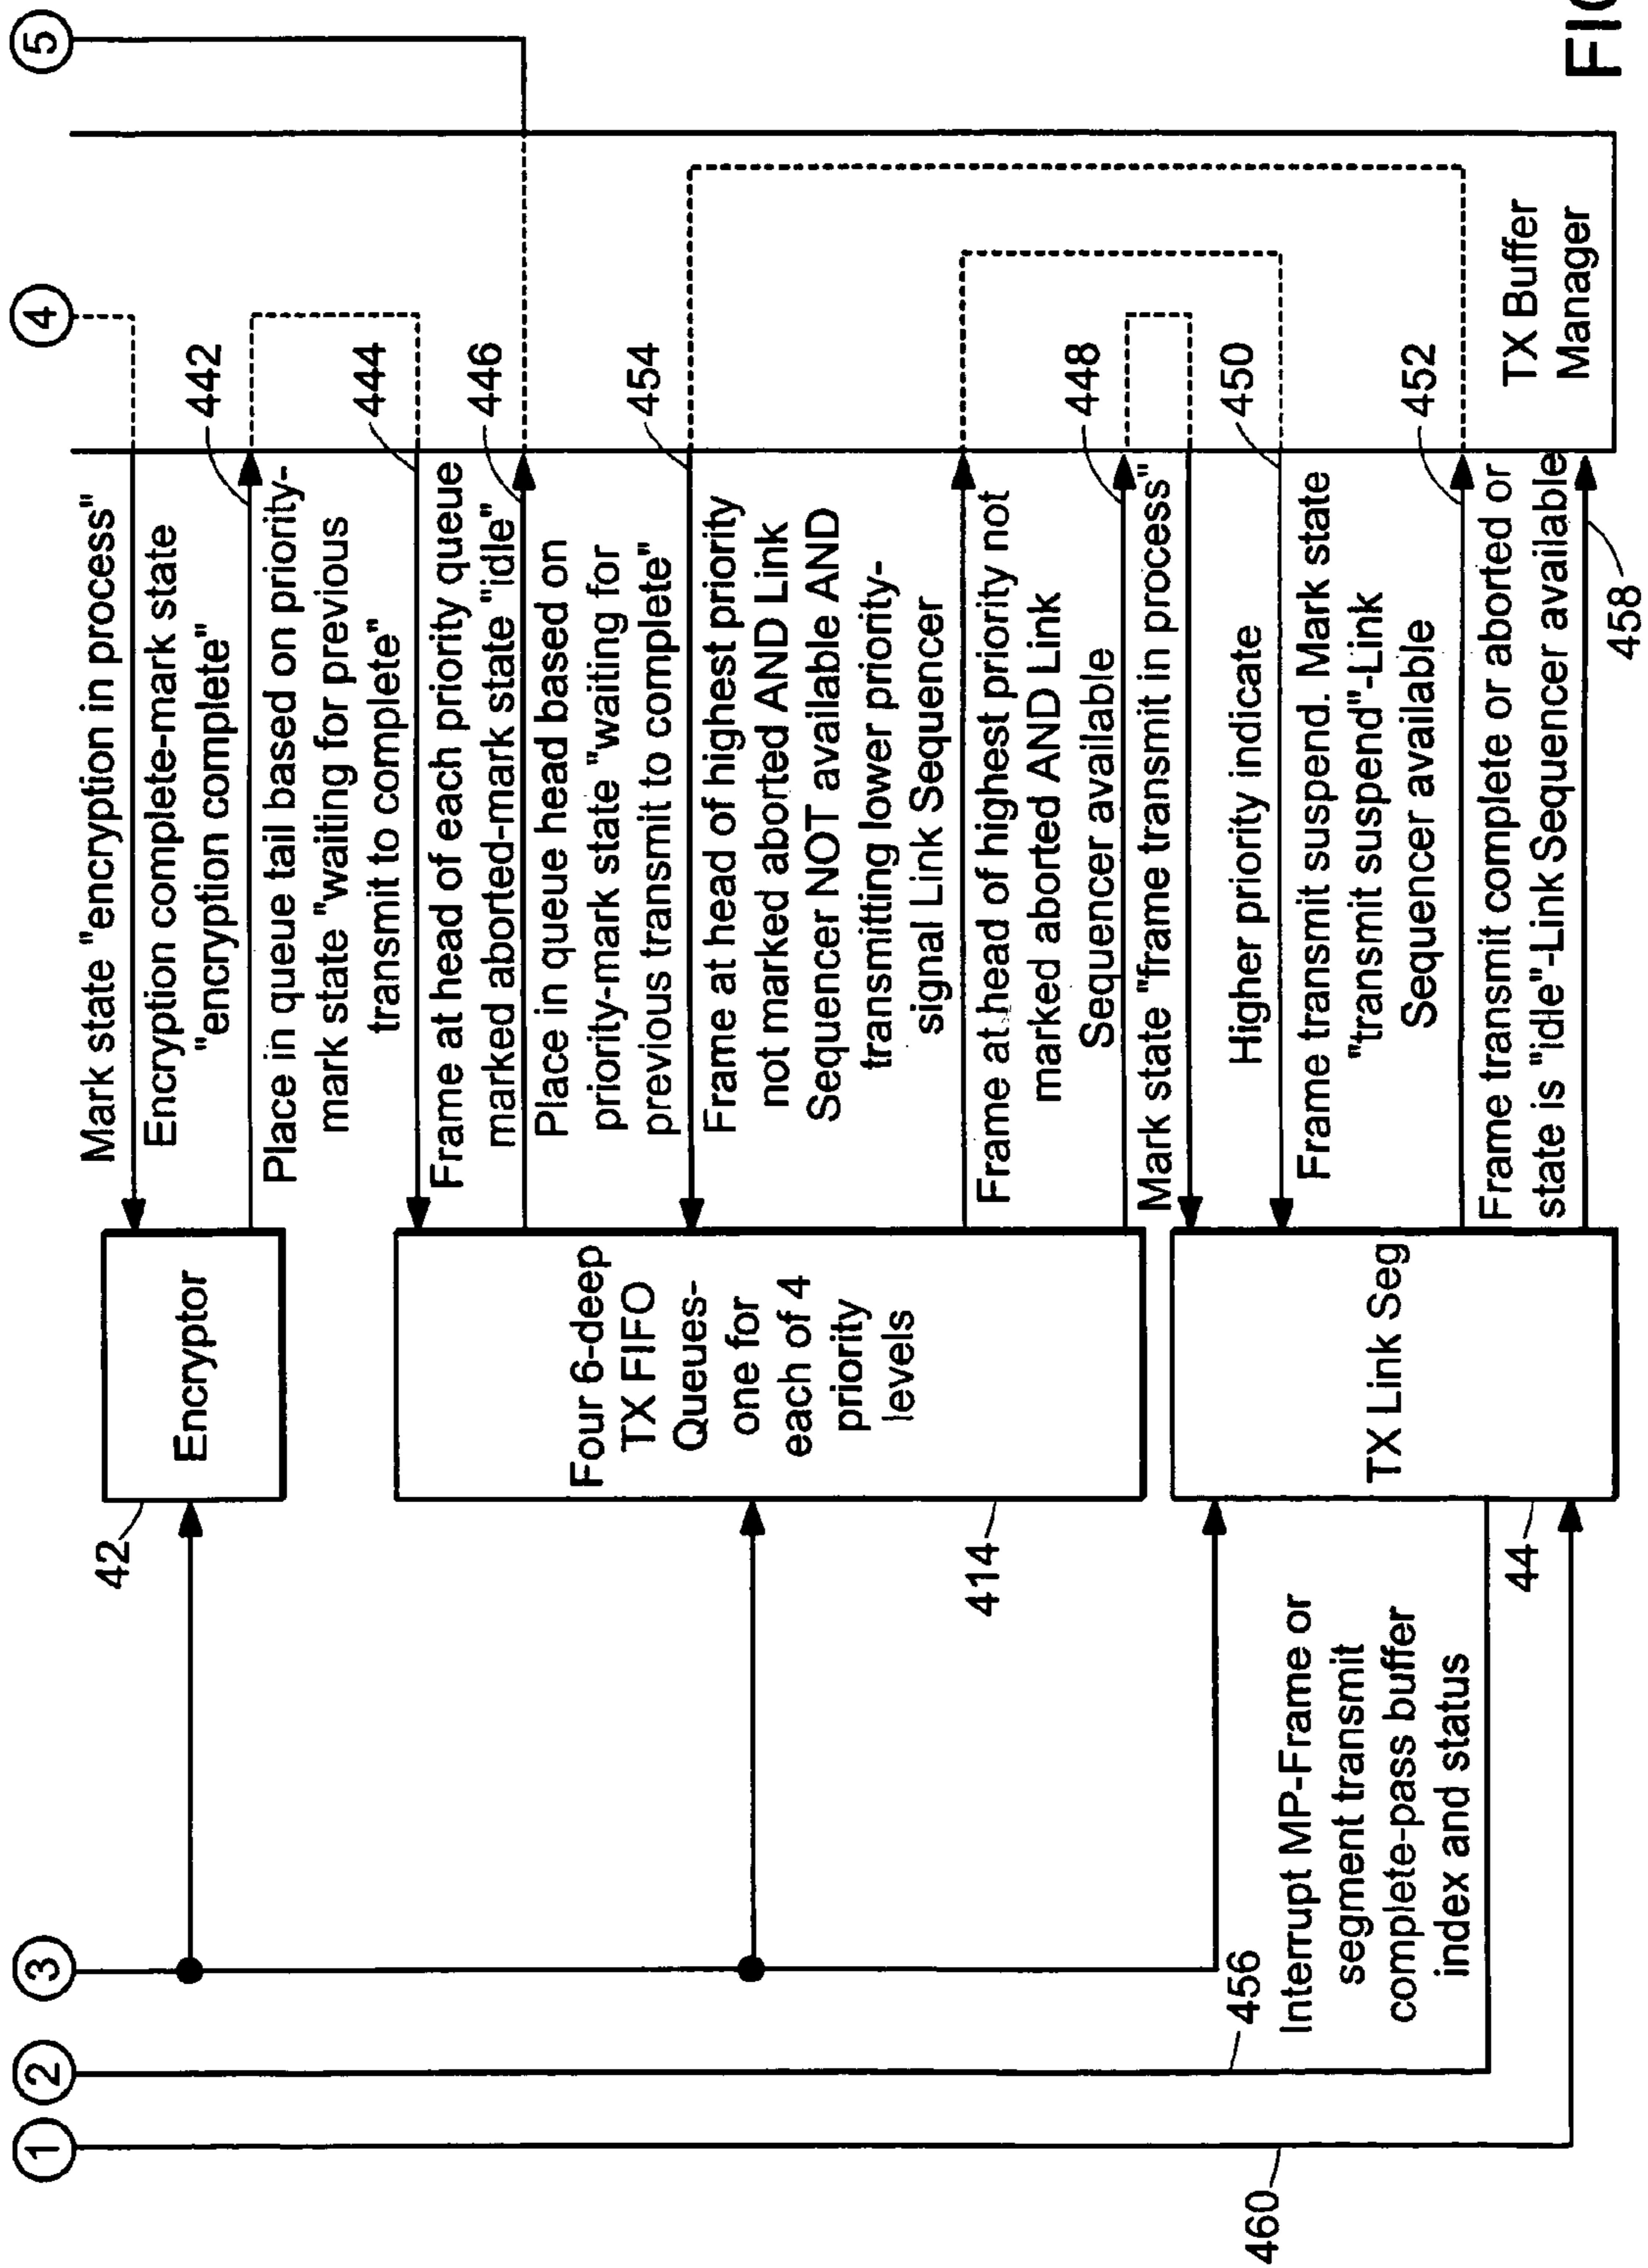 1
2
3
4
5
42
Encryptor
414
Four 6-deep
TX FIFO
Queues-
one for
each of 4
priority
levels
44
TX Link Seg
Interrupt MP-Frame or
segment transmit
complete-pass buffer
index and status
456
460
Mark state "encryption in process"
Encryption complete-mark state
"encryption complete"
442
Place in queue tail based on priority-
mark state "waiting for previous
transmit to complete"
444
Frame at head of each priority queue
marked aborted-mark state "idle"
446
Place in queue head based on
priority-mark state "waiting for
previous transmit to complete"
454
Frame at head of highest priority
not marked aborted AND Link
Sequencer NOT available AND
transmitting lower priority-
signal Link Sequencer
Frame at head of highest priority not
marked aborted AND Link
Sequencer available
448
Mark state "frame transmit in process"
Higher priority indicate
450
Frame transmit suspend. Mark state
"transmit suspend"-Link
Sequencer available
452
Frame transmit complete or aborted or
state is "idle"-Link Sequencer available
458
TX Buffer
Manager